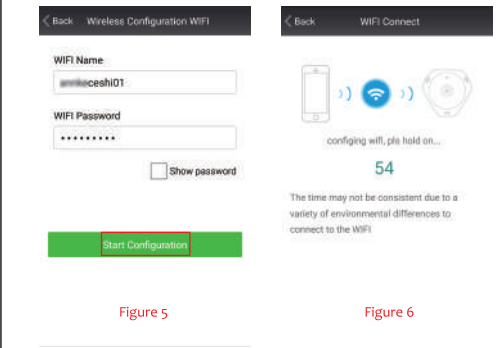 Back Wireless Configuration WIFI
WIFI Name
ceshi01
WIFI Password
•••••••••
Show password
Start Configuration
Figure 5
Back WIFI Connect
configing wifi, pls hold on...
54
The time may not be consistent due to a
variety of environmental differences to
connect to the WIFI
Figure 6